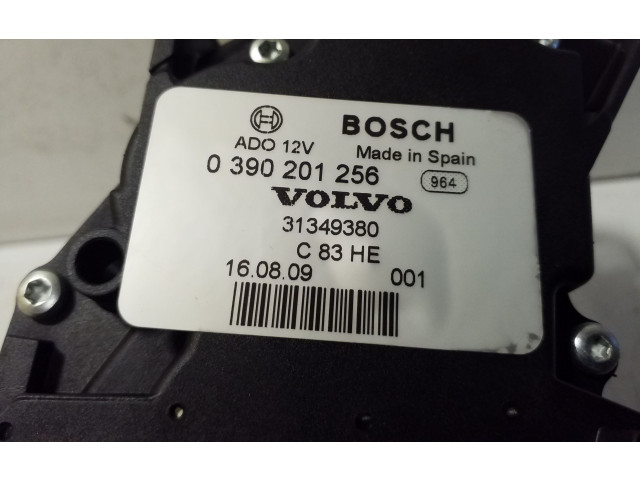 BOSCH
ADO 12V Made in Spain
0 390 201 256 964
VOLVO
31349380
C 83 HE
16.08.09 001